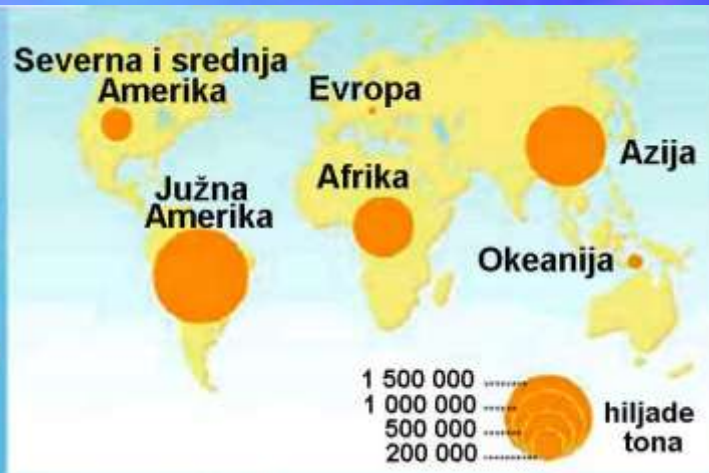 Severna i srednja
Amerika
Evropa
Azija
Afrika
Južna
Amerika
Okeanija
1 500 000
1 000 000
500 000
200 000
hiljade
tona